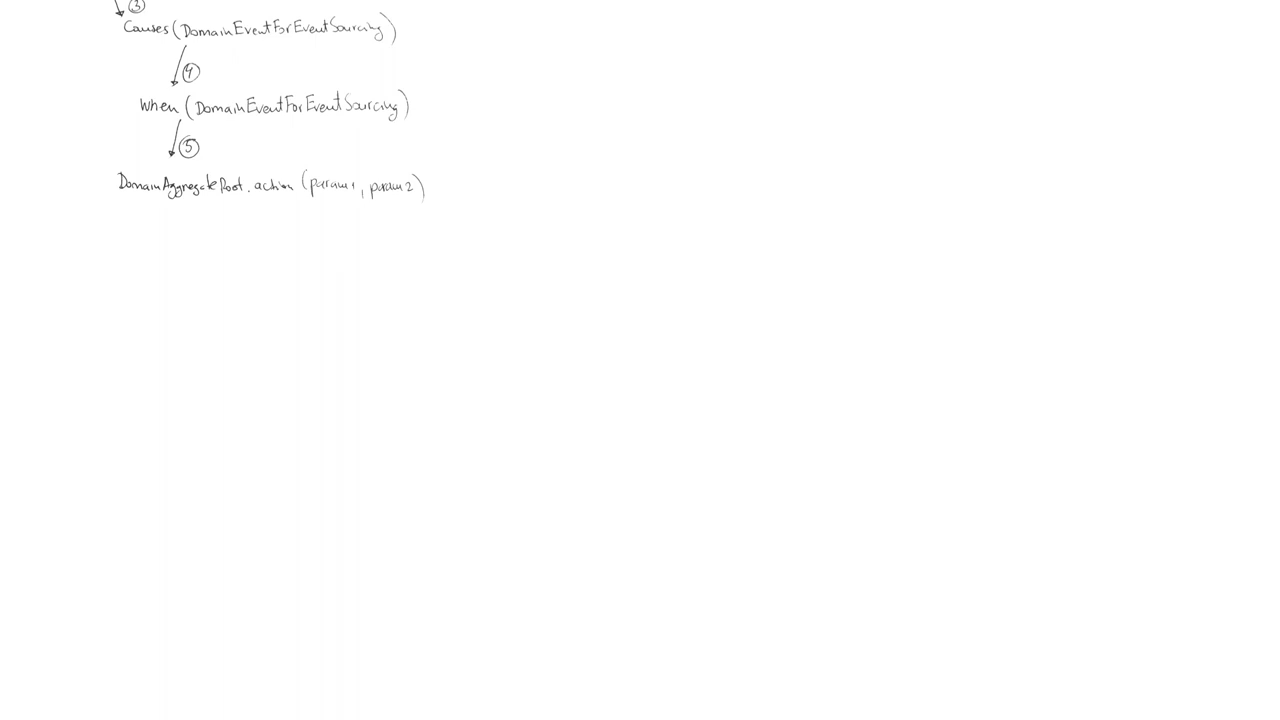 ③
Causes (DomainEventForEventSourcing)
④
When (DomainEventForEventSourcing)
⑤
DomainAggregateRoot.action (param1, param2)